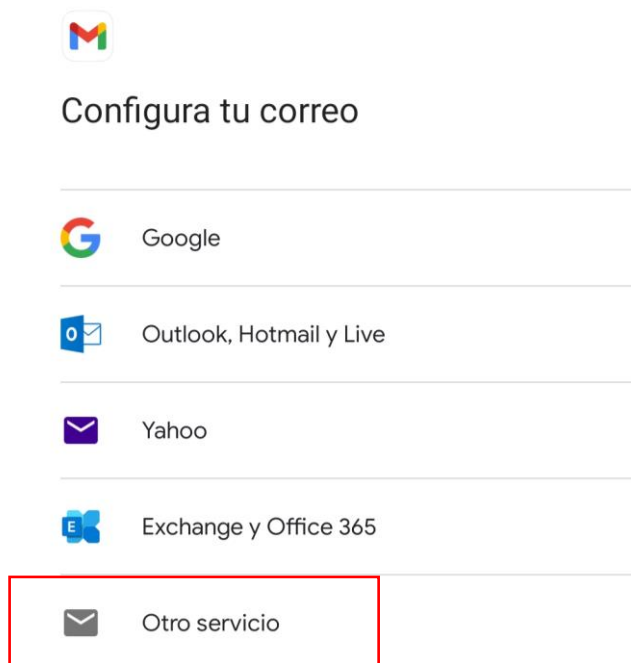 Configura tu correo
Google
Outlook, Hotmail y Live
Yahoo
Exchange y Office 365
Otro servicio